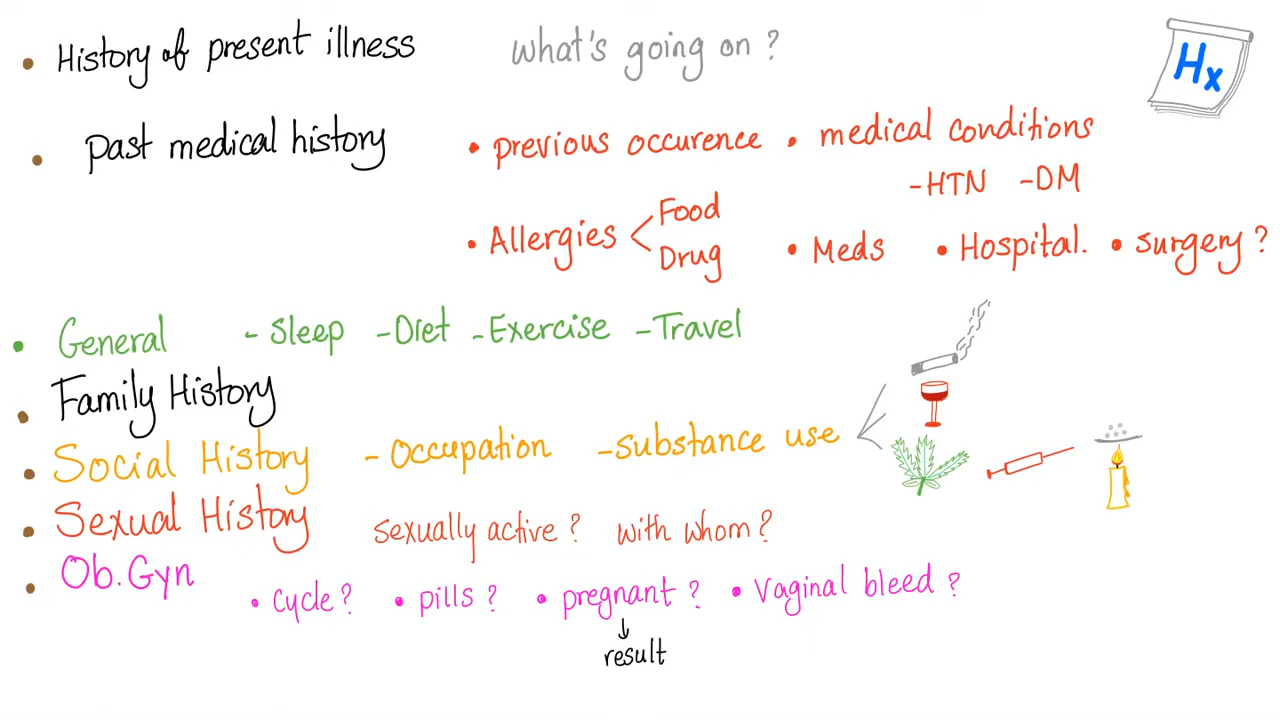 • History of present illness What's going on ?
Hx
• Past medical history • previous occurence • medical conditions
-HTN -DM
• Allergies < Food
Drug
• Meds • Hospital. • surgery ?
• General - Sleep -Diet -Exercise -Travel
• Family History
• Social History -Occupation -substance use
• Sexual History sexually active ? with whom ?
• Ob.Gyn
• cycle ? • pills ? • pregnant ? • Vaginal bleed ?
↓
result